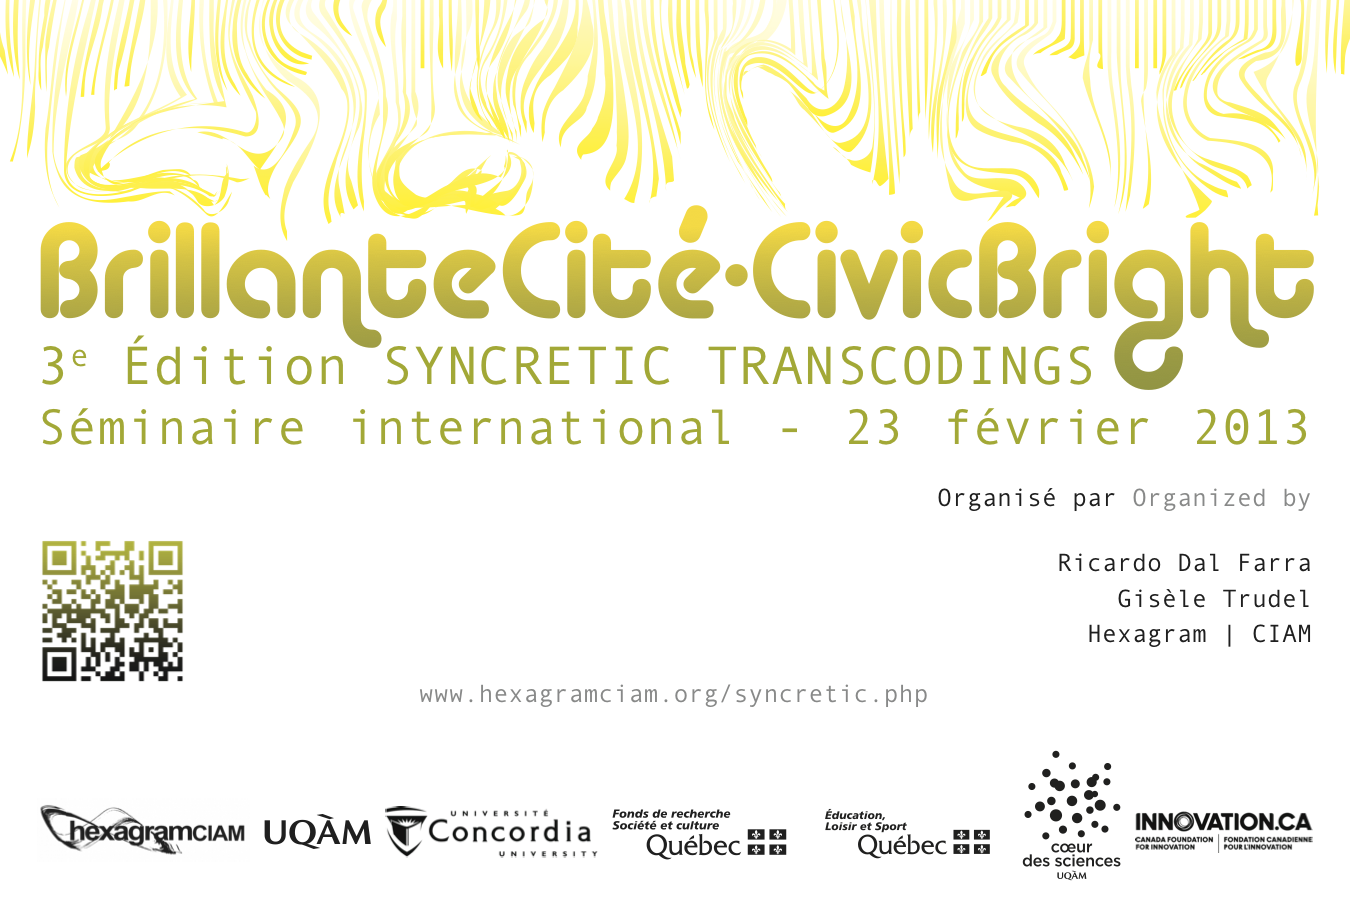 BrillanteCité·CivicBright
3e Édition SYNCRETIC TRANSCODINGS
Séminaire international - 23 février 2013
Organisé par Organized by
Ricardo Dal Farra
Gisèle Trudel
Hexagram | CIAM
www.hexagramciam.org/syncretic.php
hexagramCIAM
UQÀM
UNIVERSITÉ
Concordia
UNIVERSITY
Fonds de recherche
Société et culture
Québec
Éducation,
Loisir et Sport
Québec
cœur
des sciences
UQÀM
INNOVATION.CA
CANADA FOUNDATION
FOR INNOVATION
FONDATION CANADIENNE
POUR L'INNOVATION